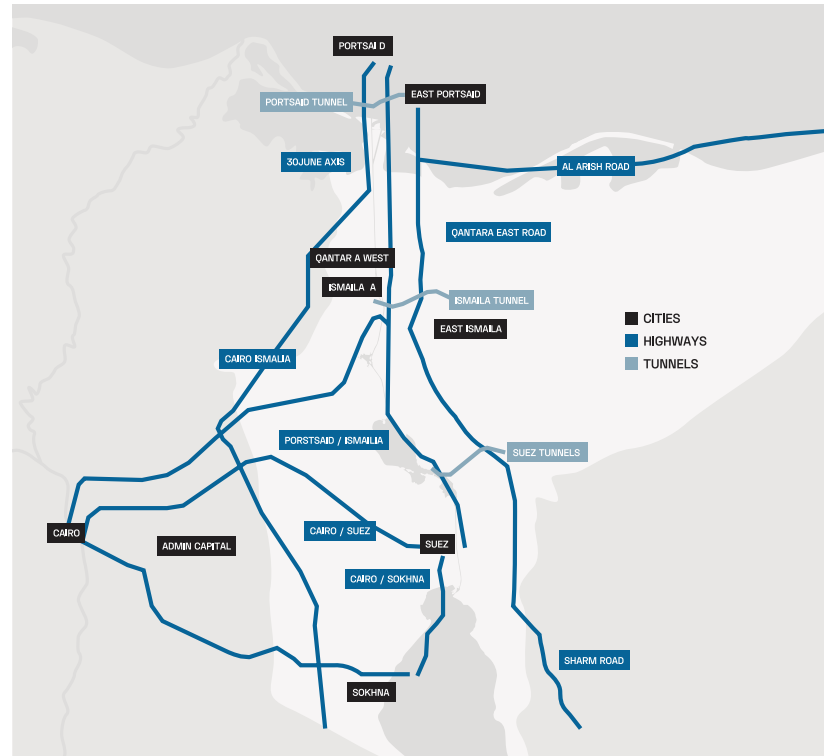 PORTSAI D
EAST PORTSAID
PORTSAID TUNNEL
30JUNE AXIS
AL ARISH ROAD
QANTARA EAST ROAD
QANTAR A WEST
ISMAILA A
ISMAILA TUNNEL
EAST ISMAILA
CITIES
HIGHWAYS
TUNNELS
CAIRO ISMALIA
PORSTSAID / ISMAILIA
SUEZ TUNNELS
CAIRO
ADMIN CAPITAL
CAIRO / SUEZ
SUEZ
CAIRO / SOKHNA
SHARM ROAD
SOKHNA